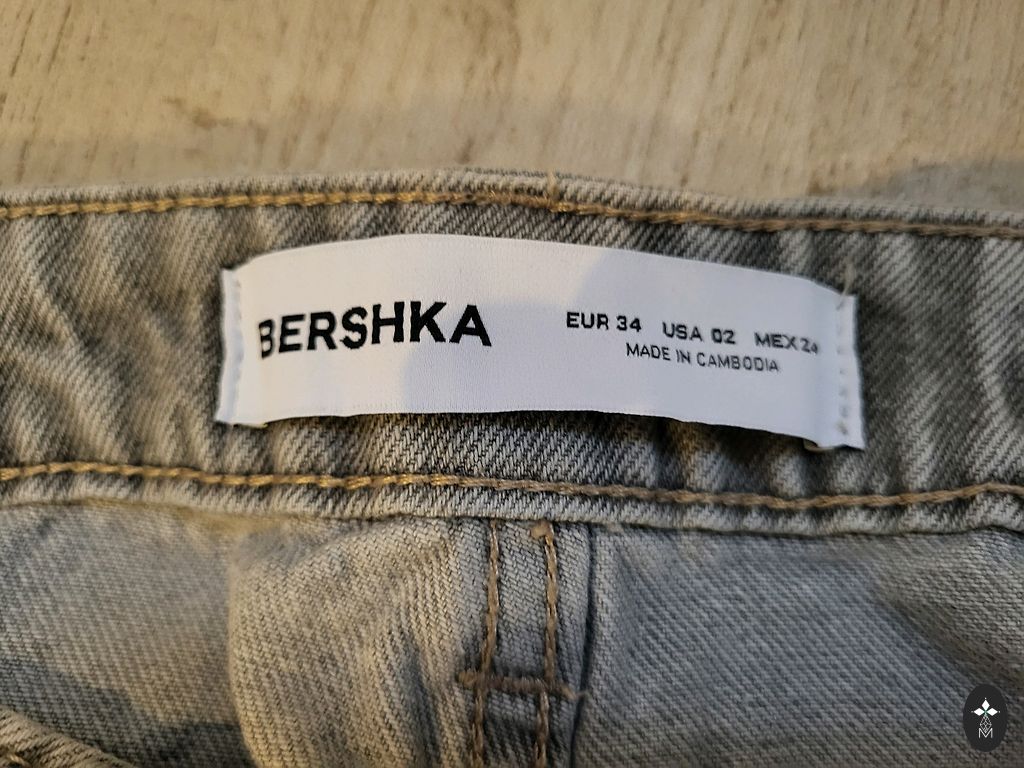 BERSHKA
EUR 34 USA 02 MEX 24
MADE IN CAMBODIA
M